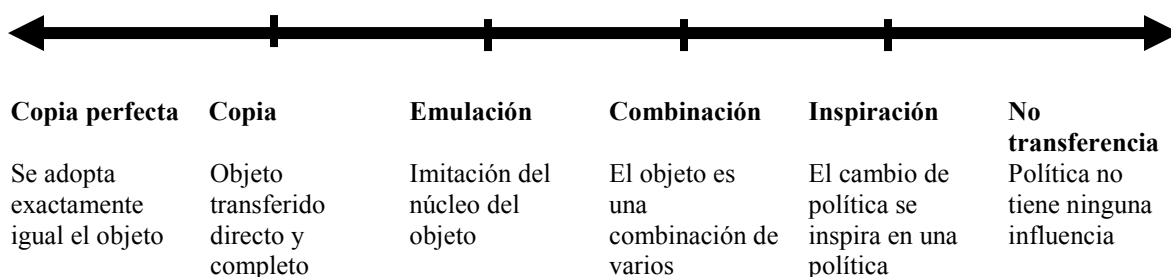 Copia perfecta
Se adopta
exactamente
igual el objeto
Copia
Objeto
transferido
directo y
completo
Emulación
Imitación del
núcleo del
objeto
Combinación
El objeto es
una
combinación de
varios
Inspiración
El cambio de
política se
inspira en una
política
No
transferencia
Política no
tiene ninguna
influencia